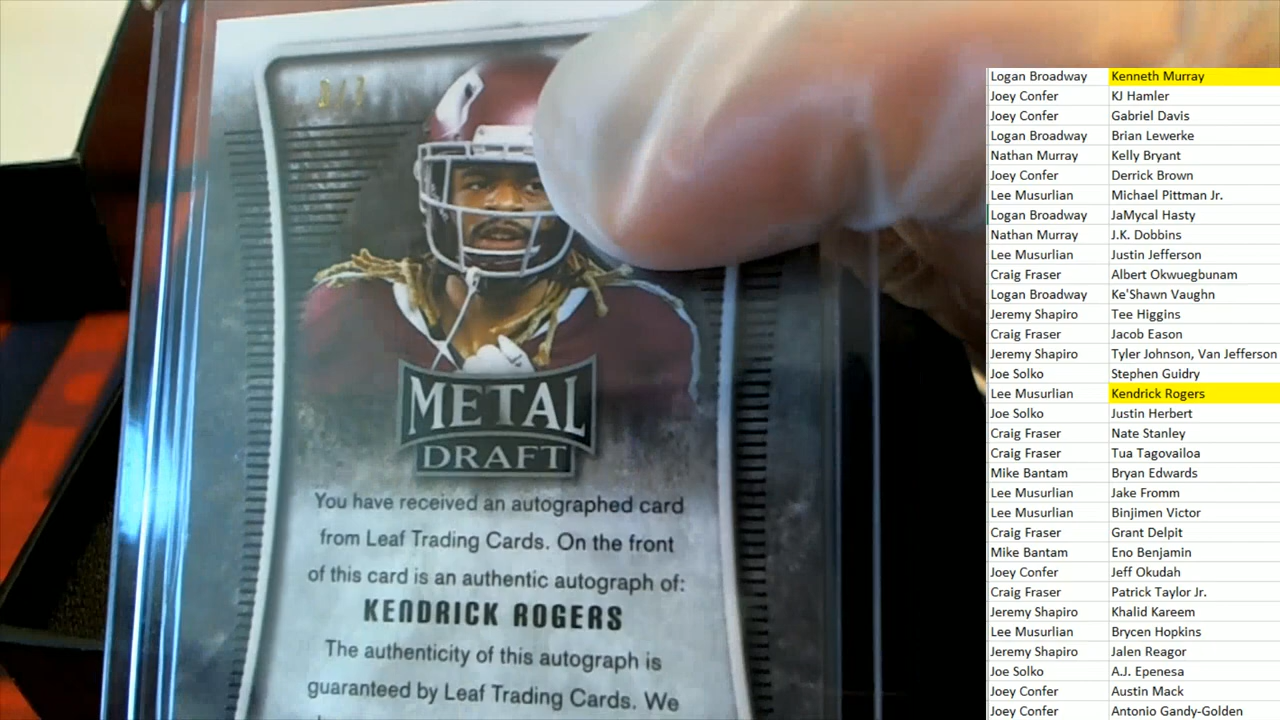 METAL
DRAFT
You have received an autographed card
from Leaf Trading Cards. On the front
of this card is an authentic autograph of:
KENDRICK ROGERS
The authenticity of this autograph is
guaranteed by Leaf Trading Cards. We
Logan Broadway Kenneth Murray
Joey Confer KJ Hamler
Joey Confer Gabriel Davis
Logan Broadway Brian Lewerke
Nathan Murray Kelly Bryant
Joey Confer Derrick Brown
Lee Musurlian Michael Pittman Jr.
Logan Broadway JaMycal Hasty
Nathan Murray J.K. Dobbins
Lee Musurlian Justin Jefferson
Craig Fraser Albert Okwuegbunam
Logan Broadway Ke'Shawn Vaughn
Jeremy Shapiro Tee Higgins
Craig Fraser Jacob Eason
Jeremy Shapiro Tyler Johnson, Van Jefferson
Joe Solko Stephen Guidry
Lee Musurlian Kendrick Rogers
Joe Solko Justin Herbert
Craig Fraser Nate Stanley
Craig Fraser Tua Tagovailoa
Mike Bantam Bryan Edwards
Lee Musurlian Jake Fromm
Lee Musurlian Binjimen Victor
Craig Fraser Grant Delpit
Mike Bantam Eno Benjamin
Joey Confer Jeff Okudah
Craig Fraser Patrick Taylor Jr.
Jeremy Shapiro Khalid Kareem
Lee Musurlian Brycen Hopkins
Jeremy Shapiro Jalen Reagor
Joe Solko A.J. Epenesa
Joey Confer Austin Mack
Joey Confer Antonio Gandy-Golden